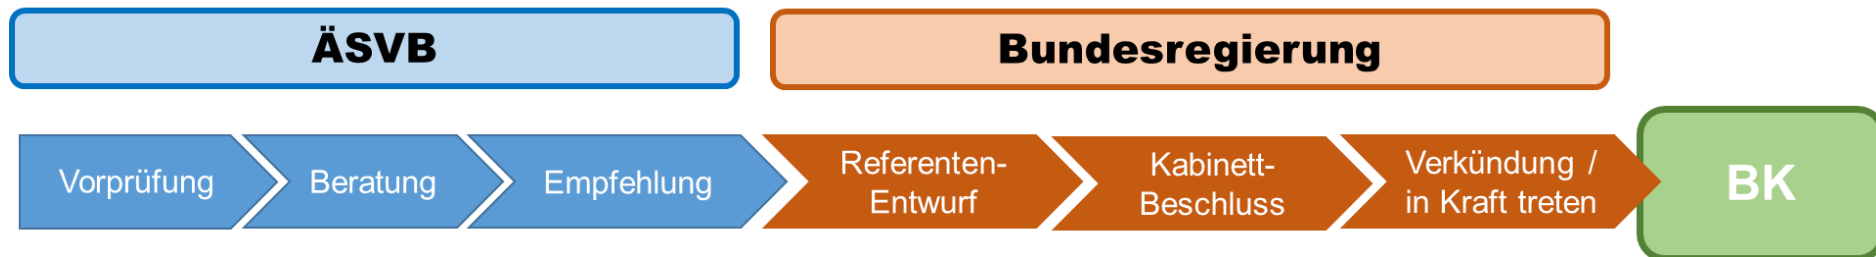 ÄSVB
Bundesregierung
Vorprüfung
Beratung
Empfehlung
Referenten-
Entwurf
Kabinett-
Beschluss
Verkündung /
in Kraft treten
BK